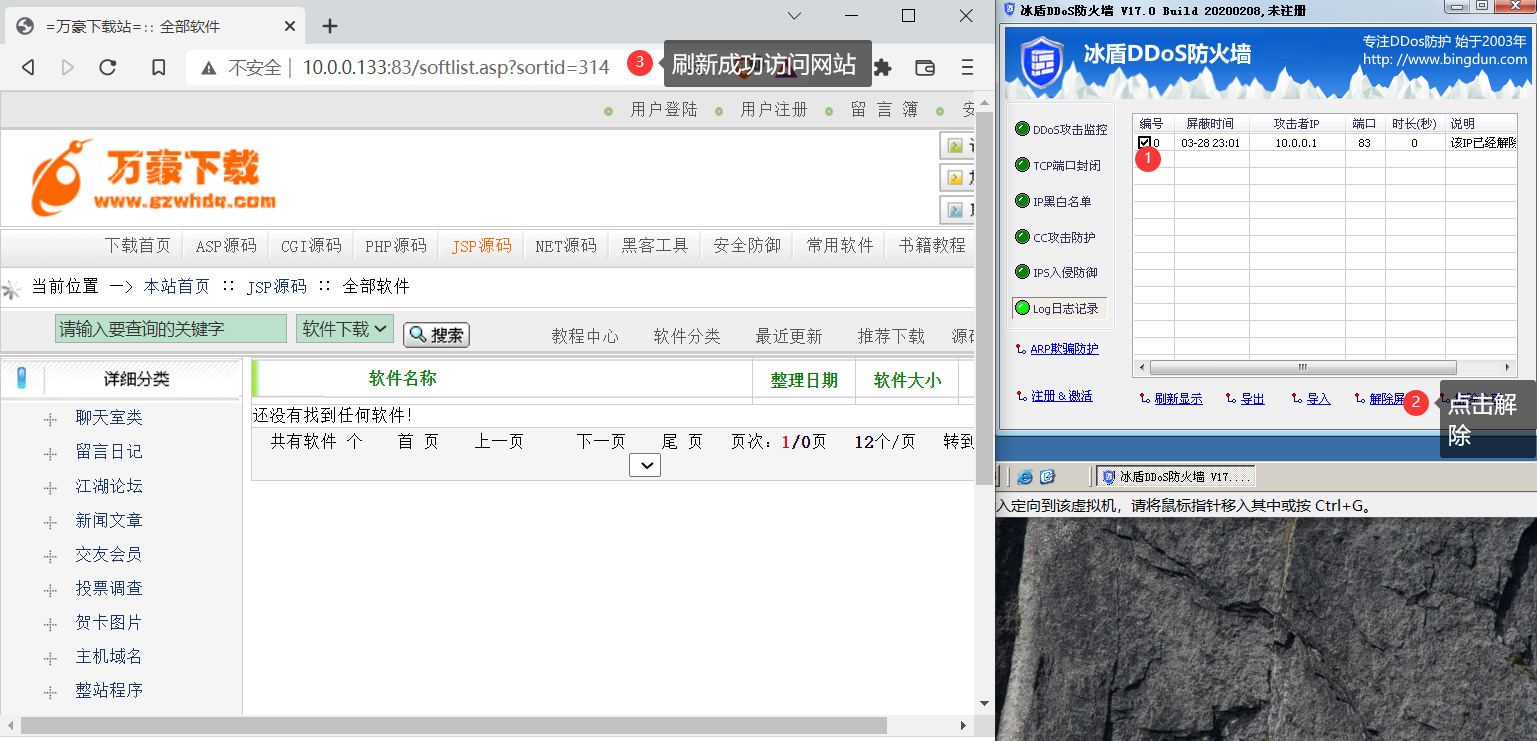 =万豪下载站=:: 全部软件
不安全
10.0.0.133:83/softlist.asp?sortid=314
3
刷新成功访问网站
用户登陆
用户注册
留 言 簿
万豪下载
www.gzwhdq.com
下载首页
ASP源码
CGI源码
PHP源码
JSP源码
NET源码
黑客工具
安全防御
常用软件
书籍教程
当前位置 —> 本站首页 :: JSP源码 :: 全部软件
请输入要查询的关键字
软件下载
搜索
教程中心
软件分类
最近更新
推荐下载
源码
详细分类
聊天室类
留言日记
江湖论坛
新闻文章
交友会员
投票调查
贺卡图片
主机域名
整站程序
软件名称
整理日期
软件大小
还没有找到任何软件!
共有软件 个 首 页 上一页 下一页 尾 页 页次：1/0页 12个/页 转到
冰盾DDoS防火墙 V17.0 Build 20200208,未注册
冰盾DDoS防火墙
专注DDos防护 始于2003年
http: //www.bingdun.com
DDoS攻击监控
TCP端口封闭
IP黑白名单
CC攻击防护
IPS入侵防御
Log日志记录
ARP欺骗防护
注册&激活
编号 屏蔽时间 攻击者IP 端口 时长(秒) 说明
0 03-28 23:01 10.0.0.1 83 0 该IP已经解除
1
刷新显示
导出
导入
解除屏
2
点击解
除
冰盾DDoS防火墙 V17....
入定向到该虚拟机，请将鼠标指针移入其中或按 Ctrl+G。